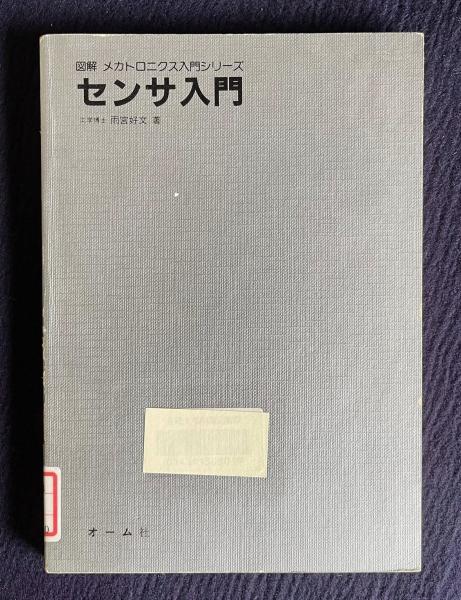 図解 メカトロニクス入門シリーズ
センサ入門
工学博士 雨宮好文 著
オーム社